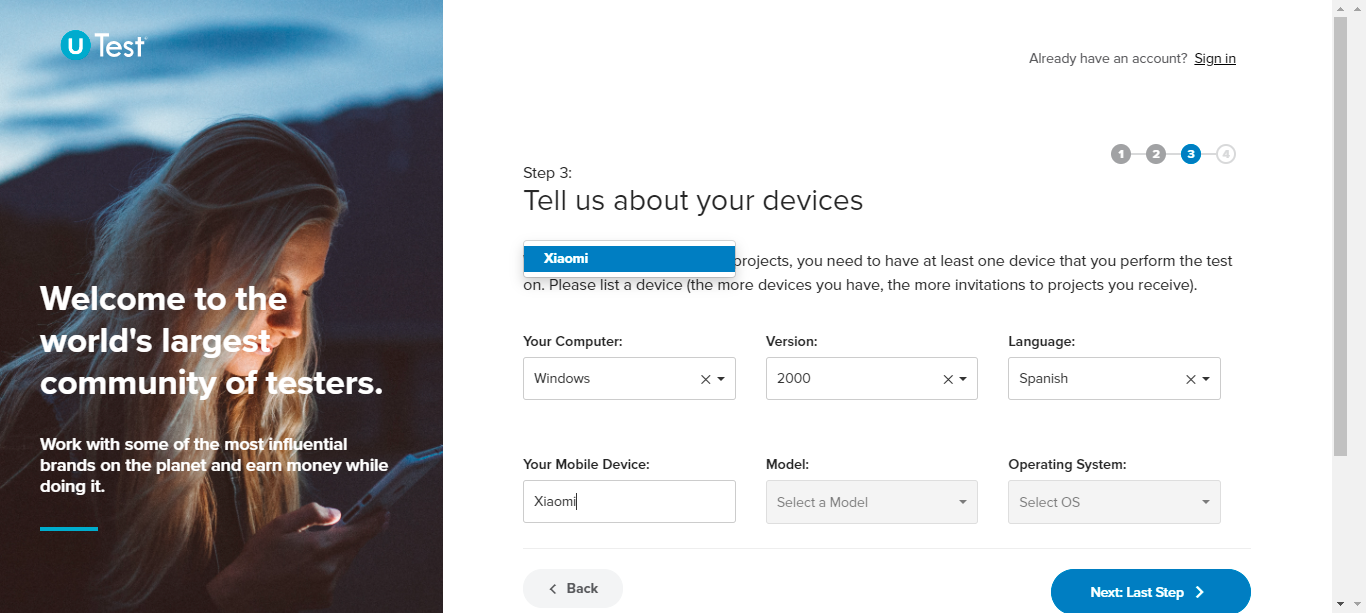 U Test
Welcome to the
world's largest
community of testers.
Work with some of the most influential
brands on the planet and earn money while
doing it.
Already have an account? Sign in
1 2 3 4
Step 3:
Tell us about your devices
Xiaomi
projects, you need to have at least one device that you perform the test
on. Please list a device (the more devices you have, the more invitations to projects you receive).
Your Computer: Version: Language:
Windows 2000 Spanish
Your Mobile Device: Model: Operating System:
Xiaomi Select a Model Select OS
Back Next: Last Step